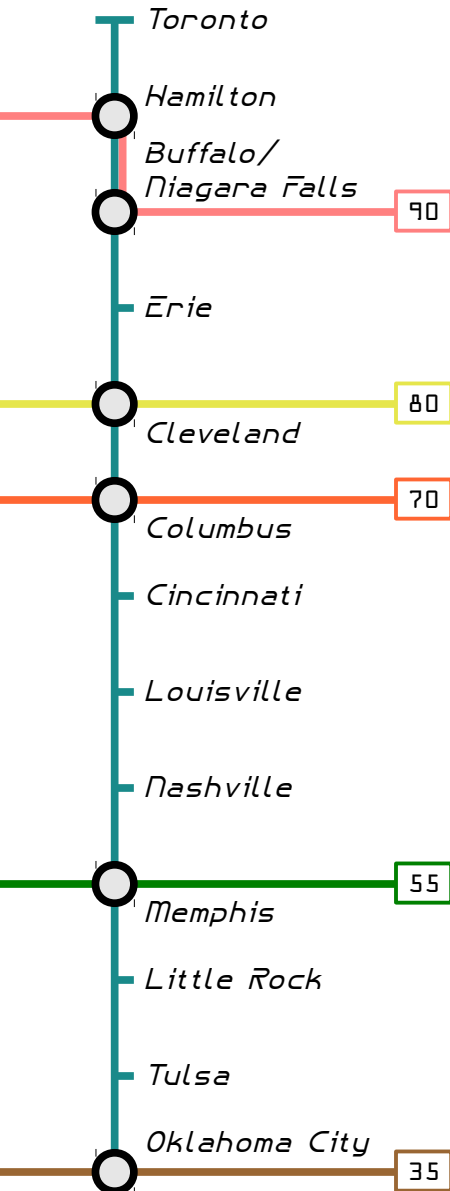 Toronto
Hamilton
Buffalo/
Niagara Falls
90
Erie
80
Cleveland
70
Columbus
Cincinnati
Louisville
Nashville
55
Memphis
Little Rock
Tulsa
Oklahoma City
35